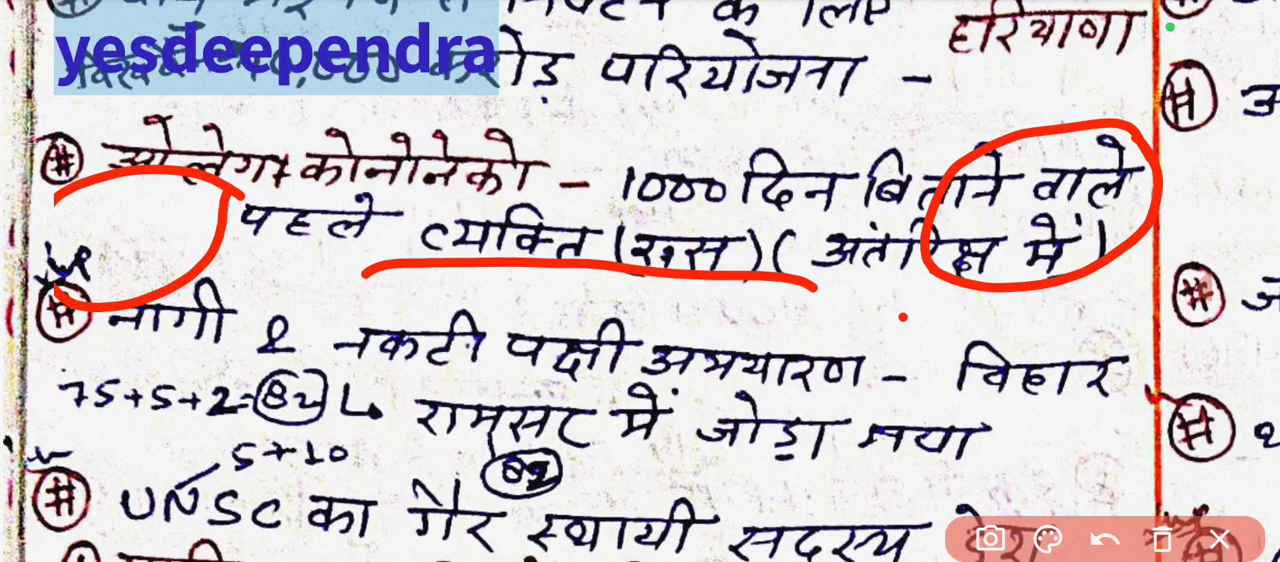 के लिए
हरियाणा
yesdeependra
करोड़ परियोजना -
# ओलेग कोनोनेंको - 1000 दिन बिताने वाले
पहले व्यक्ति (रूस) ( अंतरिक्ष में )
# नागी & नकटी पक्षी अभयारण - विहार
75+5+2=82 ↳ रामसर में जोड़ा गया
5+10
82
# UNSC का गैर स्थायी सदस्य